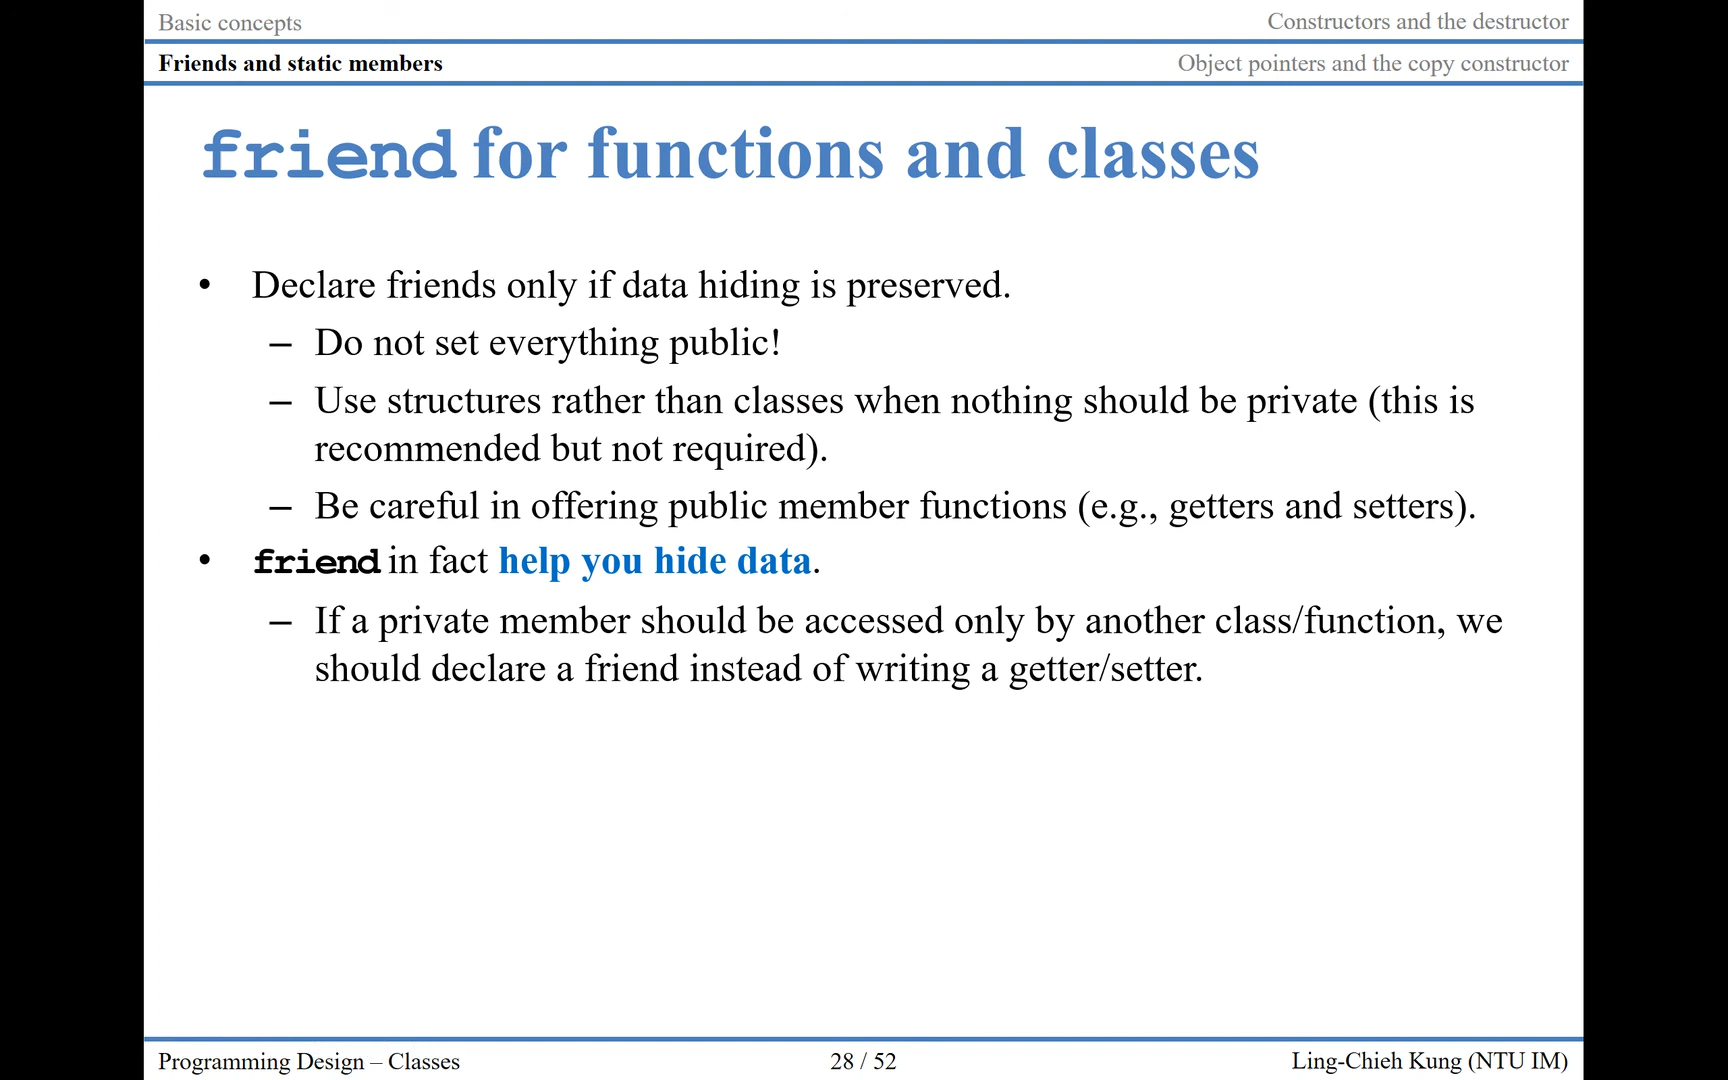 Basic concepts
Constructors and the destructor
Friends and static members
Object pointers and the copy constructor
friend for functions and classes
• Declare friends only if data hiding is preserved.
– Do not set everything public!
– Use structures rather than classes when nothing should be private (this is
recommended but not required).
– Be careful in offering public member functions (e.g., getters and setters).
• friend in fact help you hide data.
– If a private member should be accessed only by another class/function, we
should declare a friend instead of writing a getter/setter.
Programming Design – Classes
28 / 52
Ling-Chieh Kung (NTU IM)